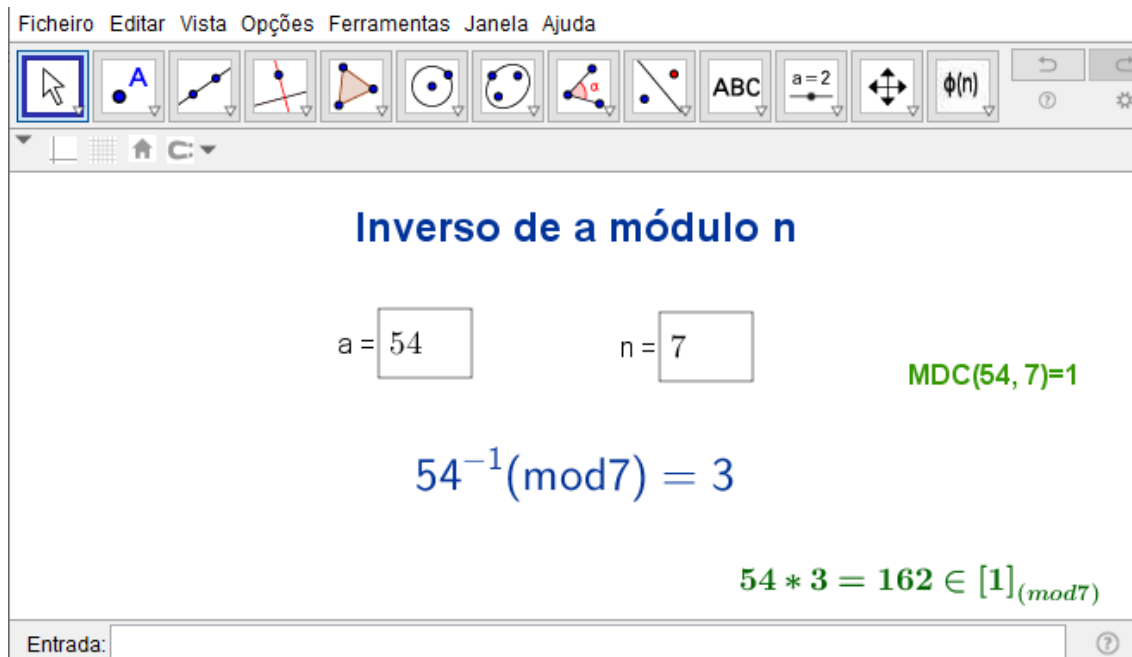 Ficheiro Editar Vista Opções Ferramentas Janela Ajuda
A α ABC a=2 ϕ(n)
Inverso de a módulo n
a = 54 n = 7
MDC(54, 7)=1
54⁻¹(mod7) = 3
54 * 3 = 162 ∈ [1](mod7)
Entrada: